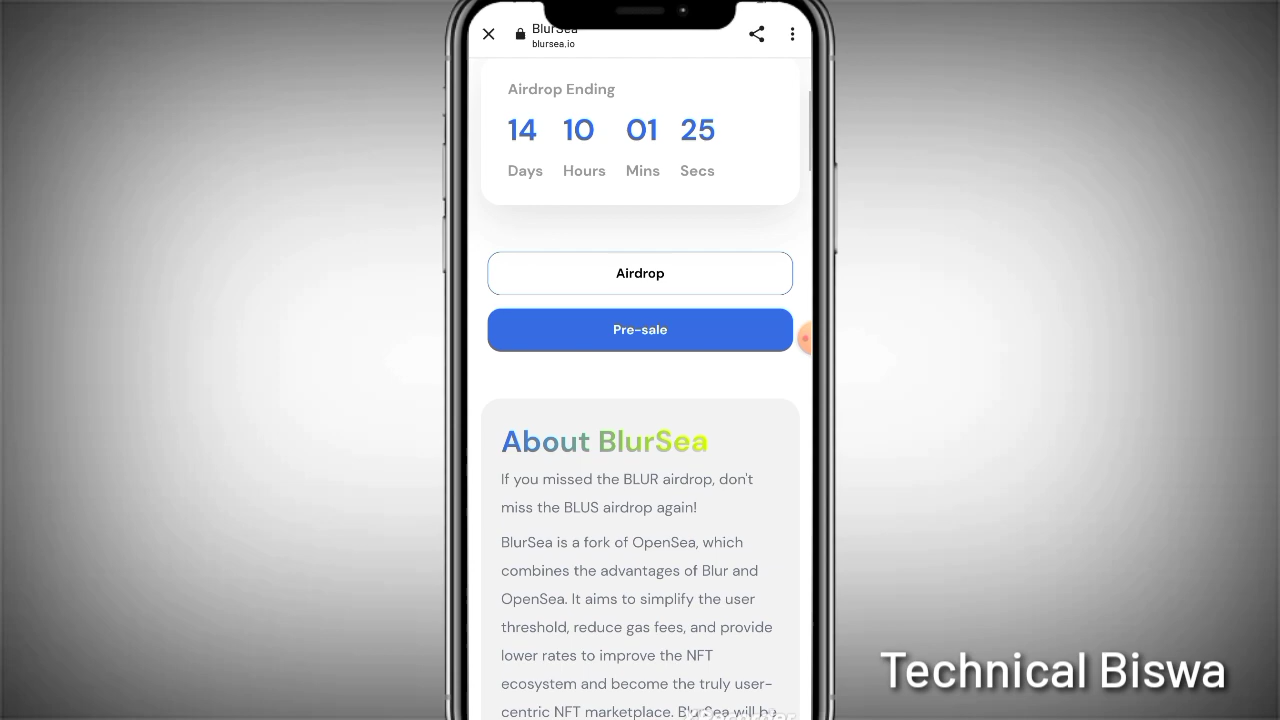 BlurSea
blursea.io
Airdrop Ending
14 10 01 25
Days Hours Mins Secs
Airdrop
Pre-sale
About BlurSea
If you missed the BLUR airdrop, don't
miss the BLUS airdrop again!
BlurSea is a fork of OpenSea, which
combines the advantages of Blur and
OpenSea. It aims to simplify the user
threshold, reduce gas fees, and provide
lower rates to improve the NFT
ecosystem and become the truly user-
centric NFT marketplace. BlurSea will be
Technical Biswa